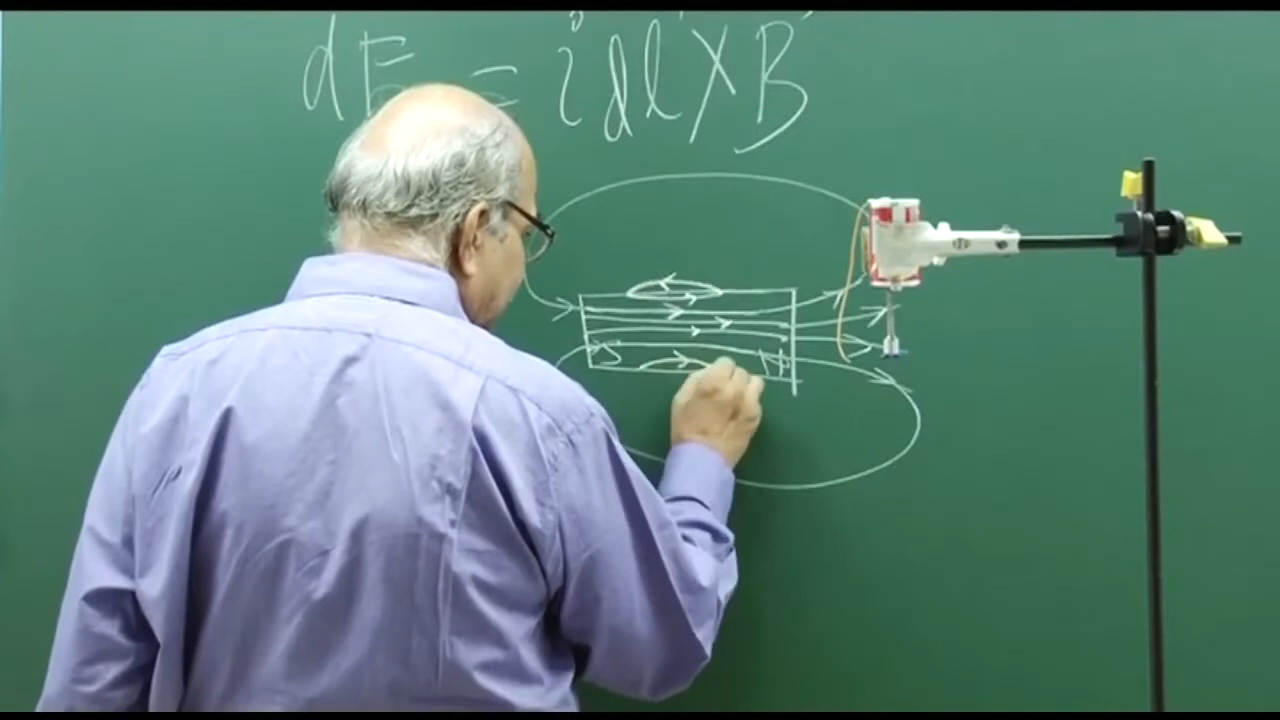 dF = idl × B
S N